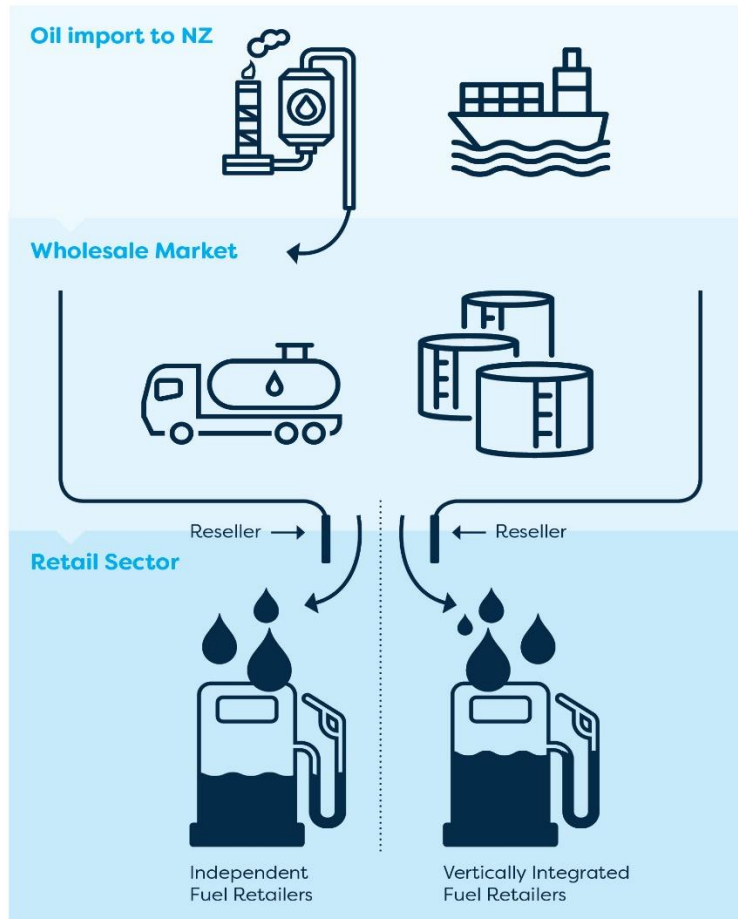 Oil import to NZ
Wholesale Market
Reseller
Reseller
Retail Sector
Independent
Fuel Retailers
Vertically Integrated
Fuel Retailers